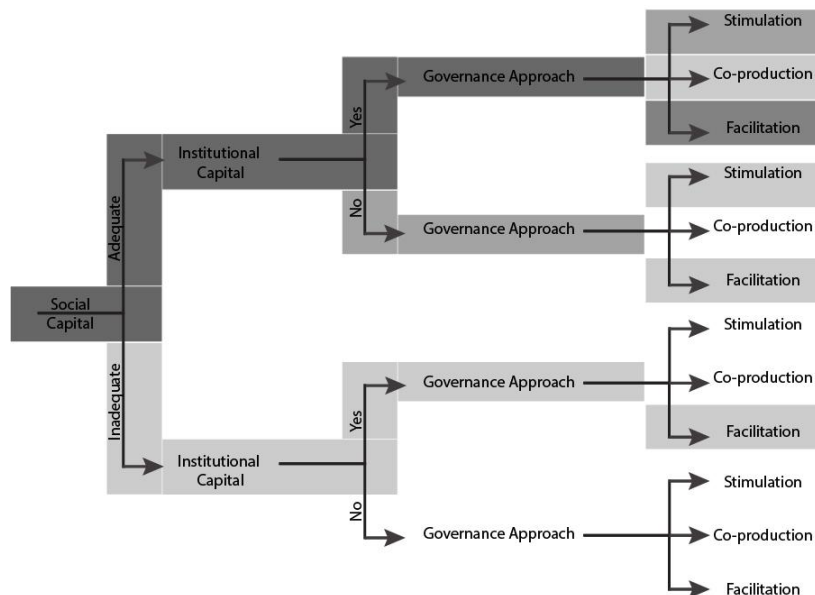 Stimulation
Governance Approach
Co-production
Yes
Facilitation
Institutional
Capital
Stimulation
No
Governance Approach
Co-production
Adequate
Facilitation
Social
Capital
Stimulation
Inadequate
Governance Approach
Co-production
Yes
Facilitation
Institutional
Capital
Stimulation
No
Governance Approach
Co-production
Facilitation